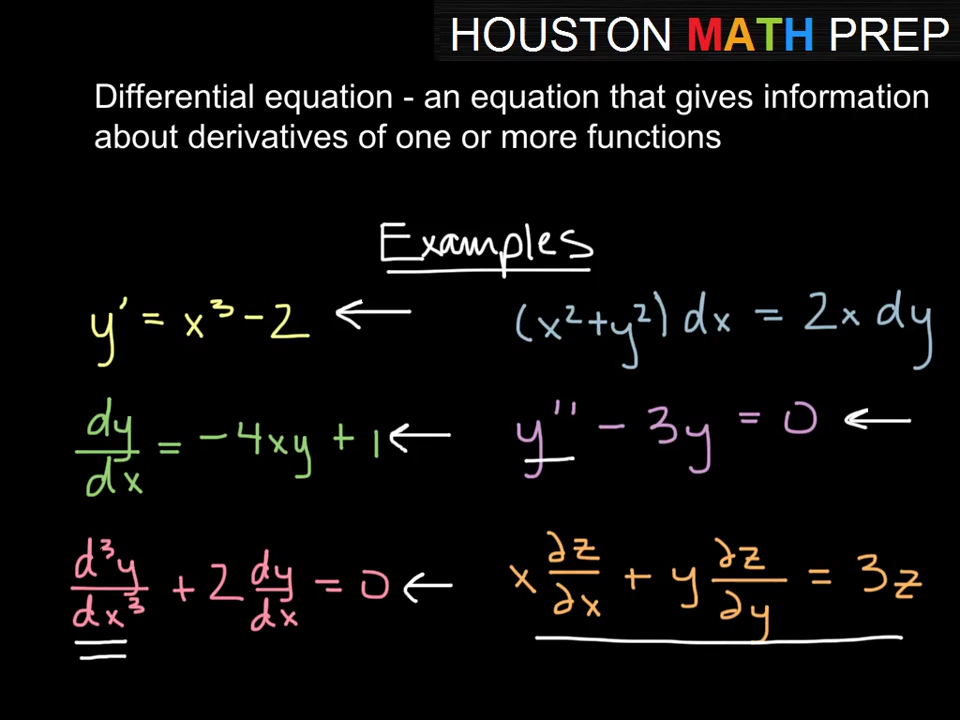 HOUSTON MATH PREP
Differential equation - an equation that gives information
about derivatives of one or more functions
Examples
y' = x³ - 2 ←
(x² + y²) dx = 2x dy
dy/dx = -4xy + 1 ←
y'' - 3y = 0 ←
d³y/dx³ + 2 dy/dx = 0 ←
x ∂z/∂x + y ∂z/∂y = 3z